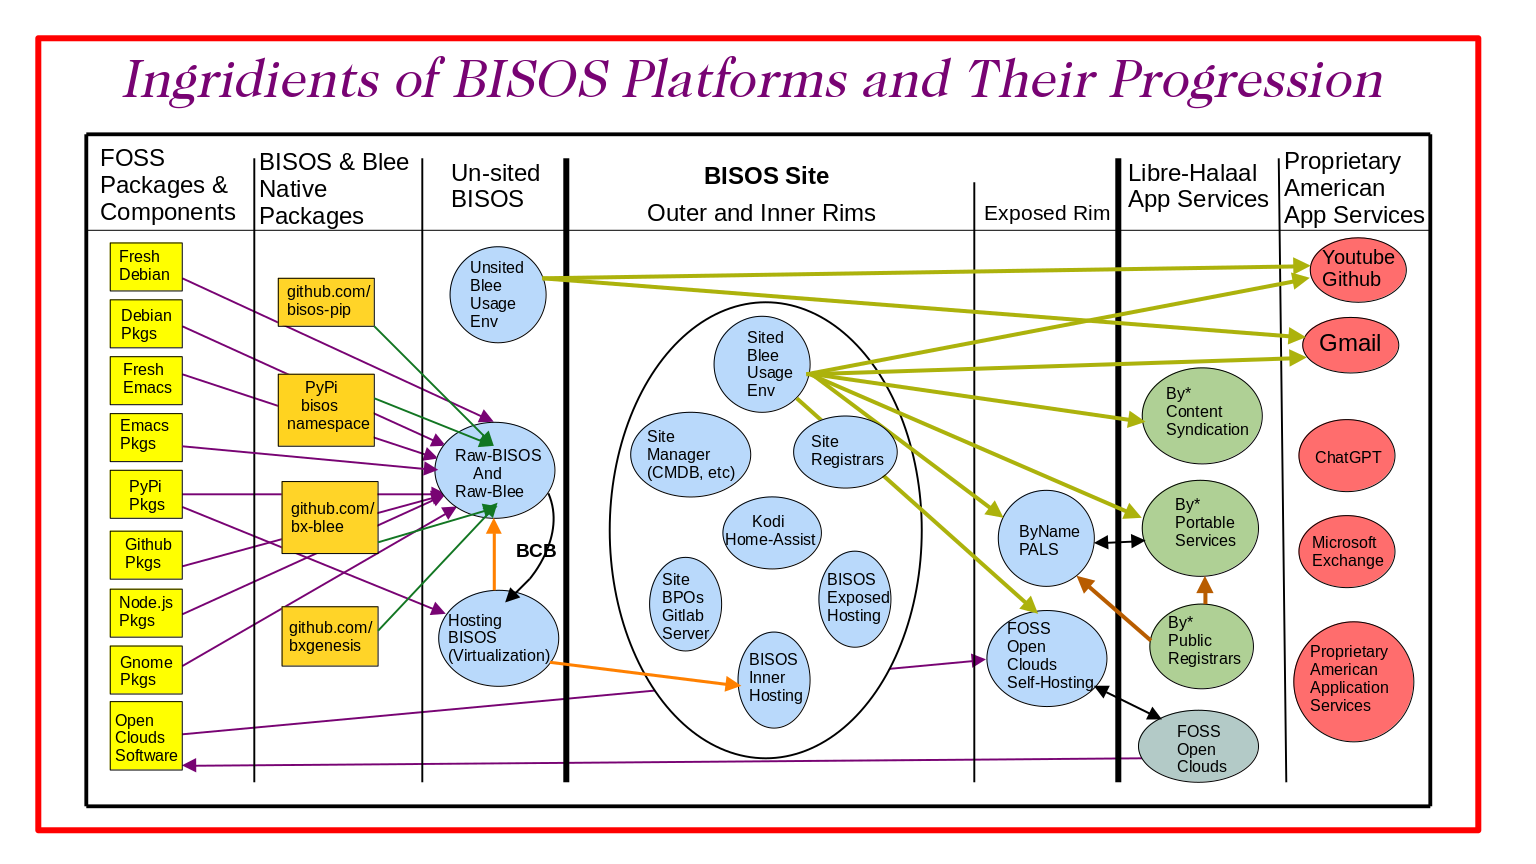 Ingridients of BISOS Platforms and Their Progression
FOSS
Packages &
Components
BISOS & Blee
Native
Packages
Un-sited
BISOS
BISOS Site
Outer and Inner Rims
Exposed Rim
Libre-Halaal
App Services
Proprietary
American
App Services
Fresh
Debian
Debian
Pkgs
Fresh
Emacs
Emacs
Pkgs
PyPi
Pkgs
Github
Pkgs
Node.js
Pkgs
Gnome
Pkgs
Open
Clouds
Software
github.com/
bisos-pip
PyPi
bisos
namespace
github.com/
bx-blee
github.com/
bxgenesis
Unsited
Blee
Usage
Env
Raw-BISOS
And
Raw-Blee
BCB
Hosting
BISOS
(Virtualization)
Sited
Blee
Usage
Env
Site
Manager
(CMDB, etc)
Site
Registrars
Kodi
Home-Assist
Site
BPOs
Gitlab
Server
BISOS
Exposed
Hosting
BISOS
Inner
Hosting
ByName
PALS
FOSS
Open
Clouds
Self-Hosting
By*
Content
Syndication
By*
Portable
Services
By*
Public
Registrars
FOSS
Open
Clouds
Youtube
Github
Gmail
ChatGPT
Microsoft
Exchange
Proprietary
American
Application
Services